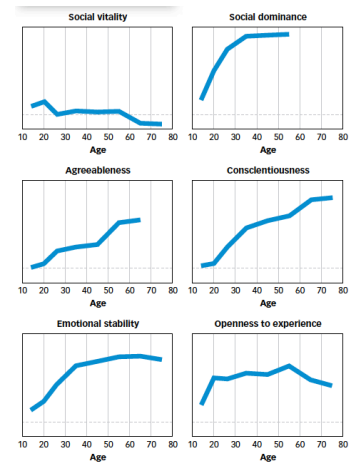 Social vitality
Social dominance
10 20 30 40 50 60 70 80
10 20 30 40 50 60 70 80
Age
Age
Agreeableness
Conscientiousness
10 20 30 40 50 60 70 80
10 20 30 40 50 60 70 80
Age
Age
Emotional stability
Openness to experience
10 20 30 40 50 60 70 80
10 20 30 40 50 60 70 80
Age
Age